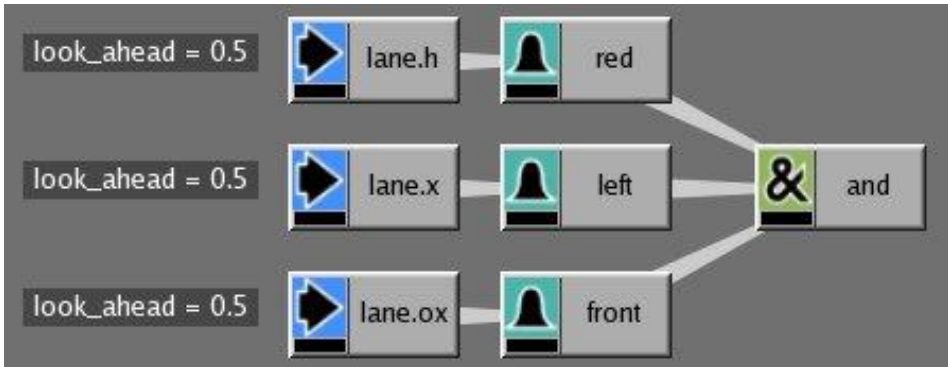 look_ahead = 0.5 lane.h red
look_ahead = 0.5 lane.x left & and
look_ahead = 0.5 lane.ox front